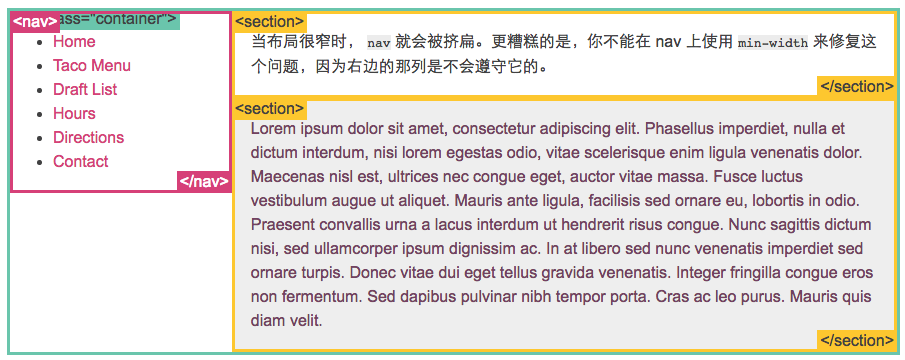 <nav>ass="container">
Home
Taco Menu
Draft List
Hours
Directions
Contact
</nav>
<section>
当布局很窄时， nav 就会被挤扁。更糟糕的是，你不能在 nav 上使用 min-width 来修复这
个问题，因为右边的那列是不会遵守它的。
</section>
<section>
Lorem ipsum dolor sit amet, consectetur adipiscing elit. Phasellus imperdiet, nulla et
dictum interdum, nisi lorem egestas odio, vitae scelerisque enim ligula venenatis dolor.
Maecenas nisl est, ultrices nec congue eget, auctor vitae massa. Fusce luctus
vestibulum augue ut aliquet. Mauris ante ligula, facilisis sed ornare eu, lobortis in odio.
Praesent convallis urna a lacus interdum ut hendrerit risus congue. Nunc sagittis dictum
nisi, sed ullamcorper ipsum dignissim ac. In at libero sed nunc venenatis imperdiet sed
ornare turpis. Donec vitae dui eget tellus gravida venenatis. Integer fringilla congue eros
non fermentum. Sed dapibus pulvinar nibh tempor porta. Cras ac leo purus. Mauris quis
diam velit.
</section>